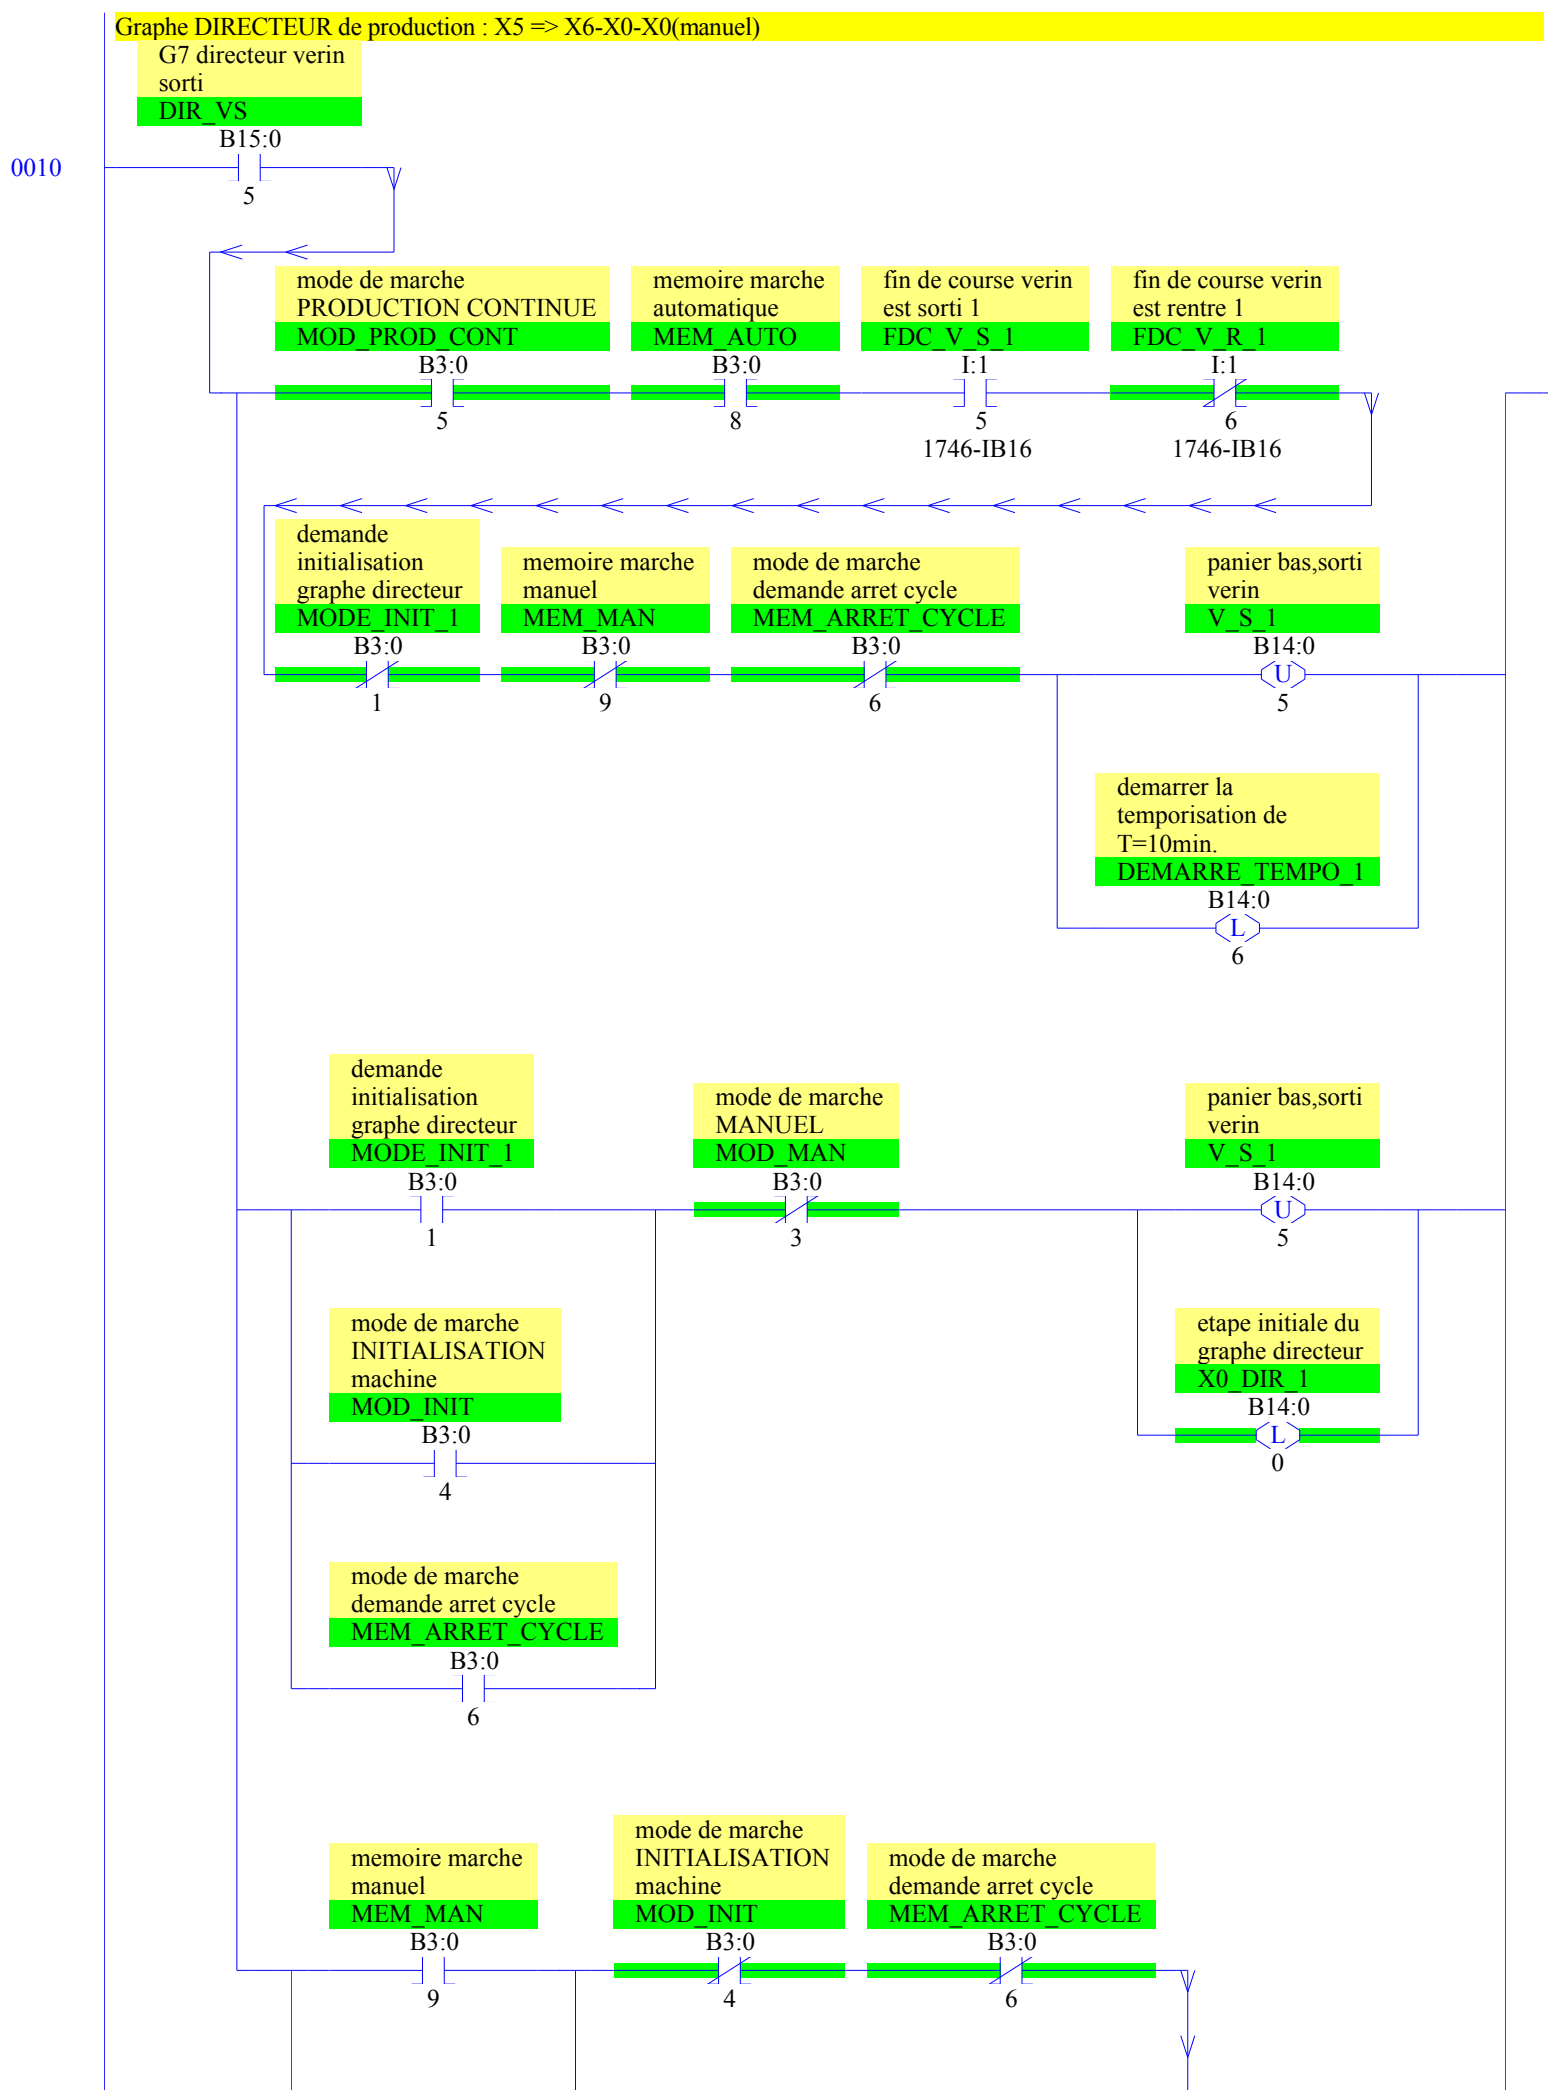 Graphe DIRECTEUR de production : X5 => X6-X0-X0(manuel)
G7 directeur verin
sorti
DIR_VS
B15:0
0010
5
mode de marche
PRODUCTION CONTINUE
MOD_PROD_CONT
B3:0
5
memoire marche
automatique
MEM_AUTO
B3:0
8
fin de course verin
est sorti 1
FDC_V_S_1
I:1
5
1746-IB16
fin de course verin
est rentre 1
FDC_V_R_1
I:1
6
1746-IB16
demande
initialisation
graphe directeur
MODE_INIT_1
B3:0
1
memoire marche
manuel
MEM_MAN
B3:0
9
mode de marche
demande arret cycle
MEM_ARRET_CYCLE
B3:0
6
panier bas,sorti
verin
V_S_1
B14:0
U
5
demarrer la
temporisation de
T=10min.
DEMARRE_TEMPO_1
B14:0
L
6
demande
initialisation
graphe directeur
MODE_INIT_1
B3:0
1
mode de marche
MANUEL
MOD_MAN
B3:0
3
panier bas,sorti
verin
V_S_1
B14:0
U
5
mode de marche
INITIALISATION
machine
MOD_INIT
B3:0
4
etape initiale du
graphe directeur
X0_DIR_1
B14:0
L
0
mode de marche
demande arret cycle
MEM_ARRET_CYCLE
B3:0
6
memoire marche
manuel
MEM_MAN
B3:0
9
mode de marche
INITIALISATION
machine
MOD_INIT
B3:0
4
mode de marche
demande arret cycle
MEM_ARRET_CYCLE
B3:0
6